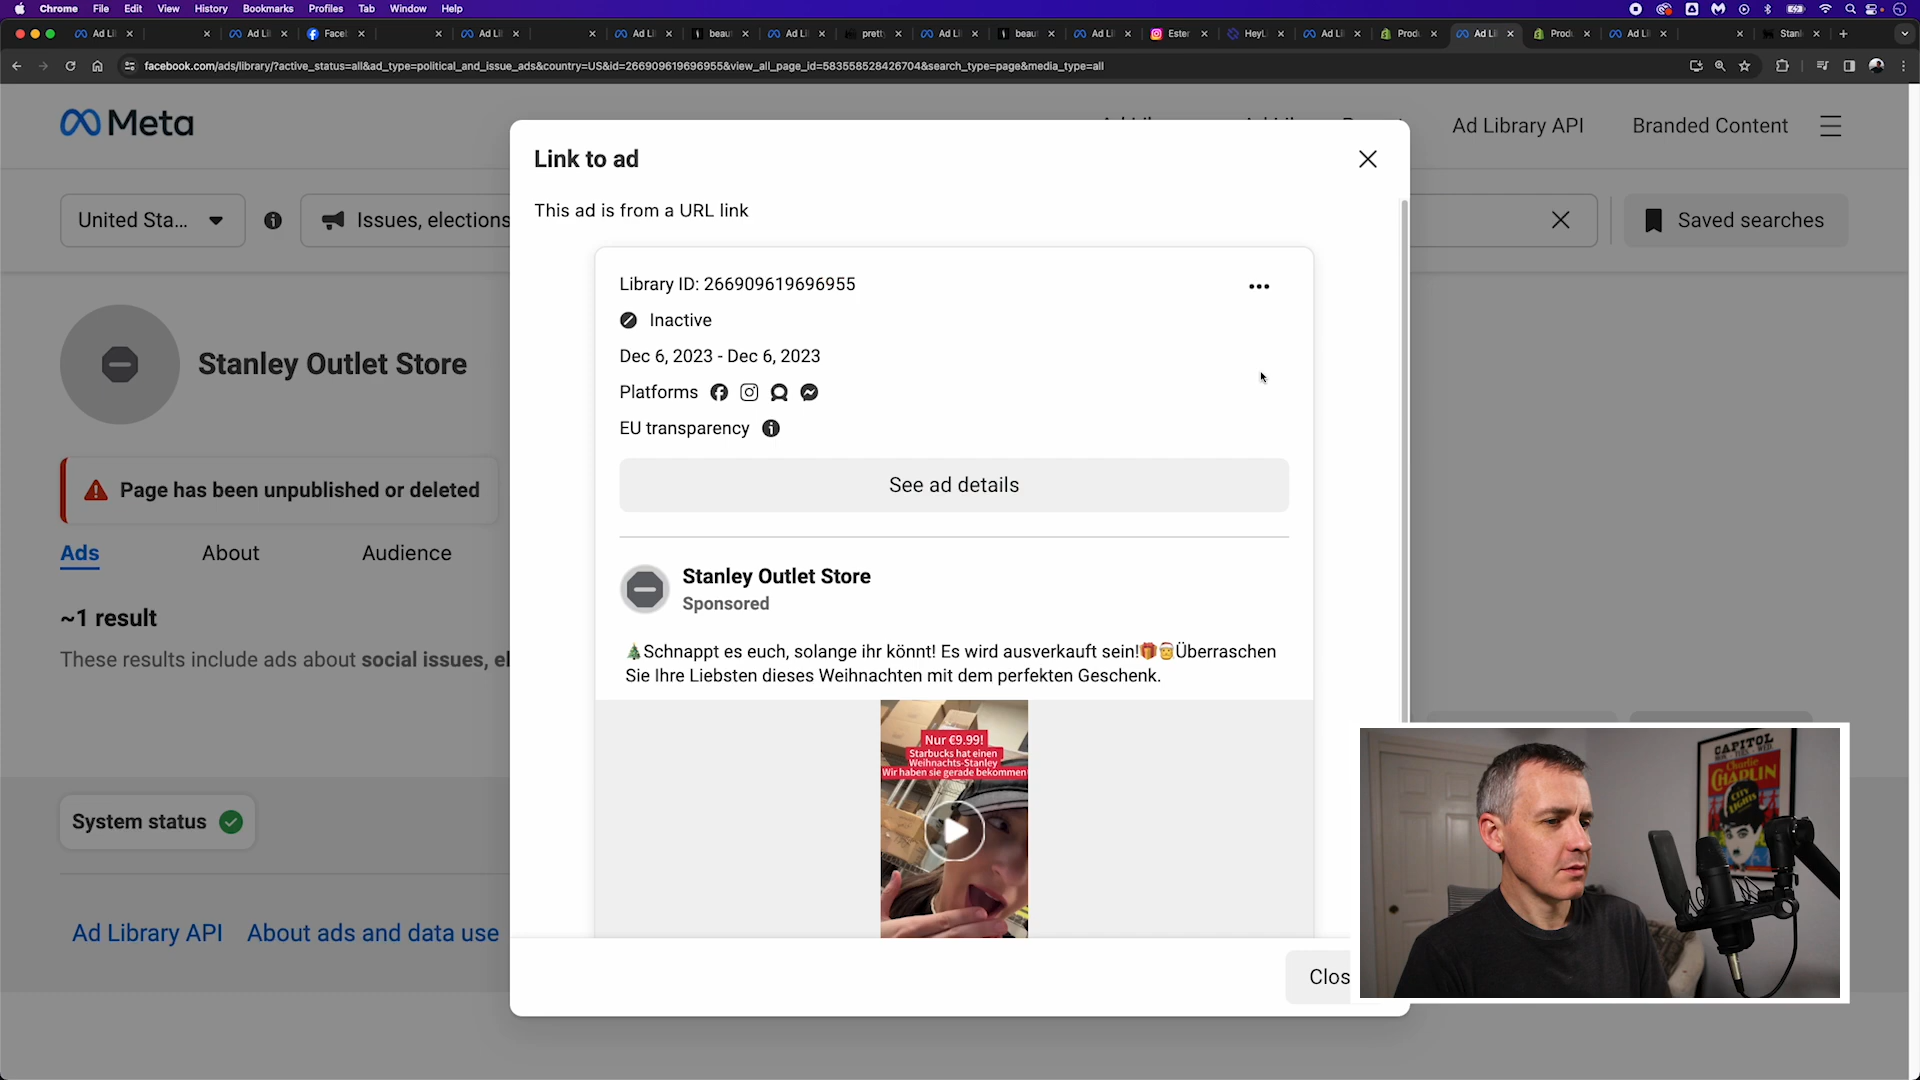 Chrome File Edit View History Bookmarks Profiles Tab Window Help
Ad Li Ad Li Face Ad Li Ad Li beau Ad Li prett Ad Li beau Ad Li Ester HeyL Ad Li Prod Ad Li Prod Ad Li Stan
facebook.com/ads/library/?active_status=all&ad_type=political_and_issue_ads&country=US&id=266909619696955&view_all_page_id=583558528426704&search_type=page&media_type=all
Meta
Ad Library API Branded Content
Link to ad
This ad is from a URL link
United Sta...
Issues, elections
Saved searches
Library ID: 266909619696955
Inactive
Dec 6, 2023 - Dec 6, 2023
Platforms
EU transparency
See ad details
Stanley Outlet Store
Page has been unpublished or deleted
Ads About Audience
~1 result
These results include ads about social issues, el
Stanley Outlet Store
Sponsored
🎄Schnappt es euch, solange ihr könnt! Es wird ausverkauft sein!🎁🎅Überraschen
Sie Ihre Liebsten dieses Weihnachten mit dem perfekten Geschenk.
Nur €9.99!
Starbucks hat einen
Weihnachts-Stanley
Wir haben sie gerade bekommen
System status
Ad Library API About ads and data use
Clos
CAPITOL
Charlie
CHAPLIN
CITY
LIGHTS